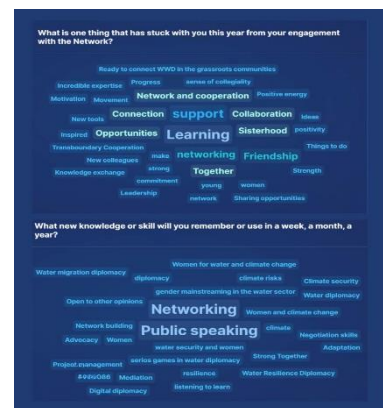 What is one thing that has stuck with you this year from your engagement
with the Network?
Ready to connect WWD in the grassroots communities
Progress sense of collegiality
Incredible expertise
Motivation Movement Network and cooperation Positive energy
Connection support Collaboration Ideas
New tools
Inspired Opportunities Learning Sisterhood positivity
Transboundary Cooperation Things to do
make networking Friendship
New colleagues
strong
Knowledge exchange Together Strength
commitment
young women
Leadership
network Sharing opportunities
What new knowledge or skill will you remember or use in a week, a month, a
year?
Women for water and climate change
Water migration diplomacy
diplomacy climate risks Climate security
gender mainstreaming in the water sector Water diplomacy
Open to other opinions
Networking Women and climate change
Network building Public speaking climate Negotiation skills
Advocacy Women
water security and women Adaptation
serios games in water diplomacy Strong Together
Project management
resilience Water Resilience Diplomacy
Mediation
Digital diplomacy listening to learn